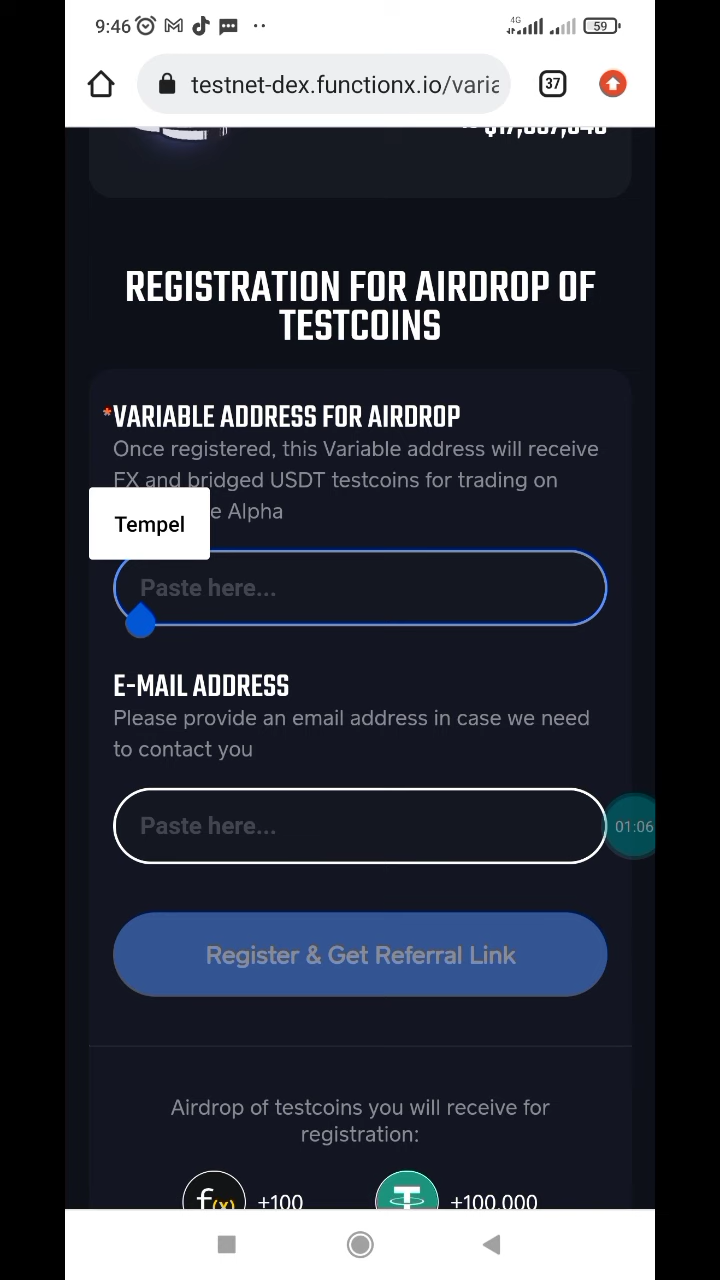 9:46
4G
59
testnet-dex.functionx.io/varia
37
REGISTRATION FOR AIRDROP OF
TESTCOINS
*VARIABLE ADDRESS FOR AIRDROP
Once registered, this Variable address will receive
FX and bridged USDT testcoins for trading on
e Alpha
Tempel
Paste here...
E-MAIL ADDRESS
Please provide an email address in case we need
to contact you
Paste here...
01:06
Register & Get Referral Link
Airdrop of testcoins you will receive for
registration:
f(x) +100 +100,000